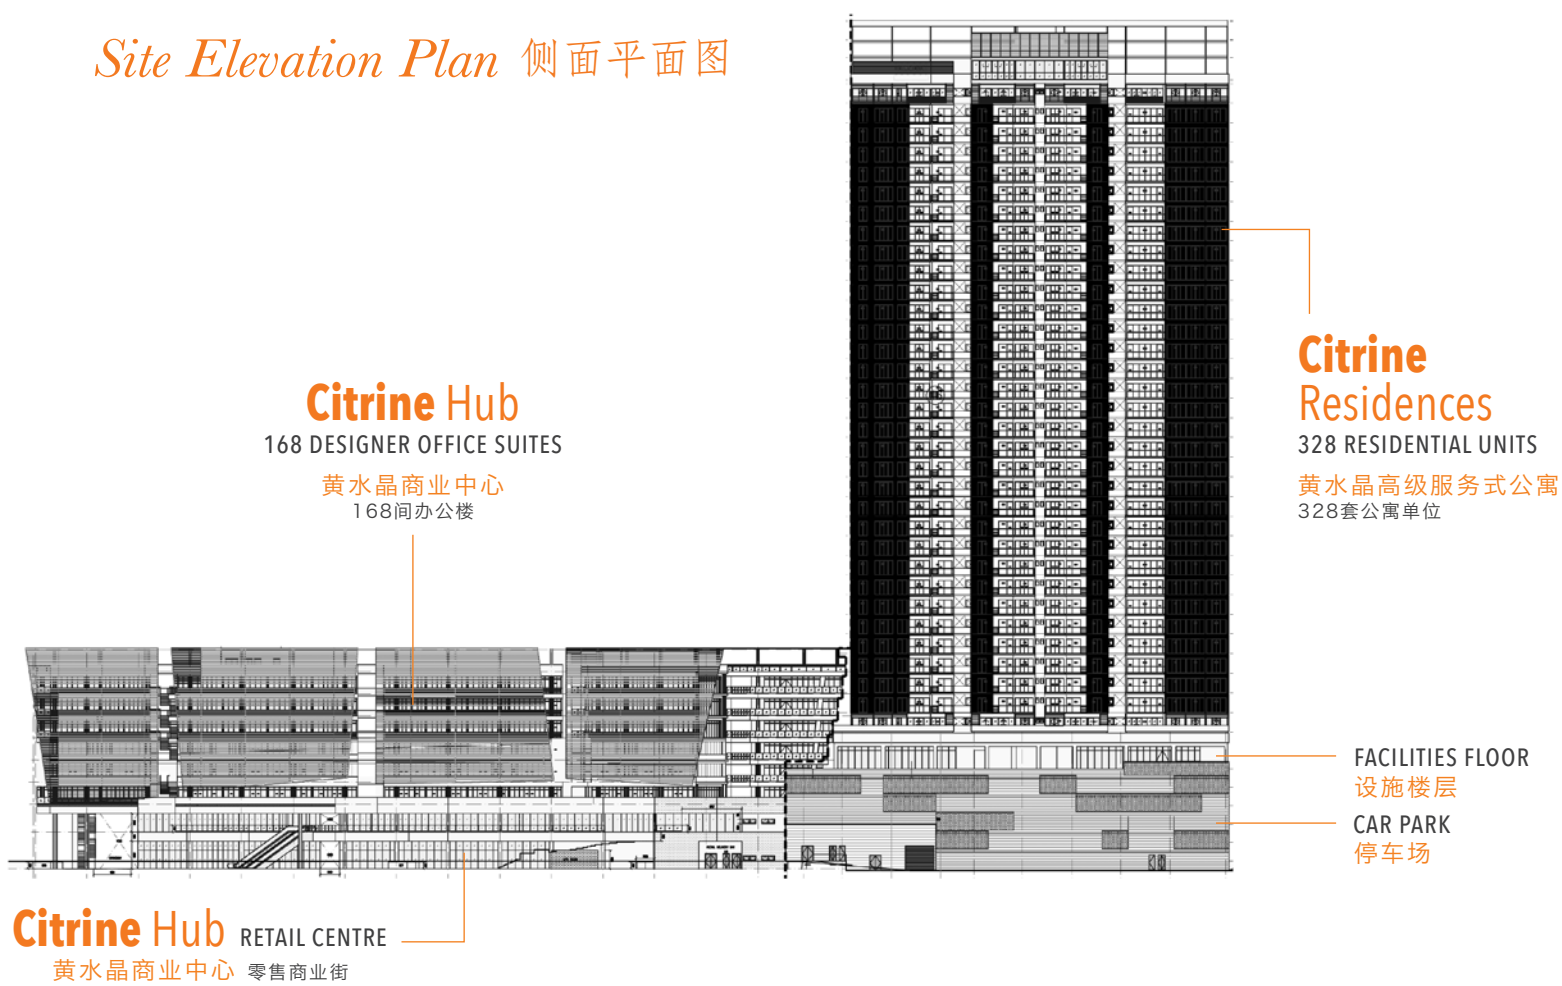 Site Elevation Plan 侧面平面图
Citrine Hub
168 DESIGNER OFFICE SUITES
黄水晶商业中心
168间办公楼
Citrine
Residences
328 RESIDENTIAL UNITS
黄水晶高级服务式公寓
328套公寓单位
FACILITIES FLOOR
设施楼层
CAR PARK
停车场
Citrine Hub RETAIL CENTRE
黄水晶商业中心 零售商业街